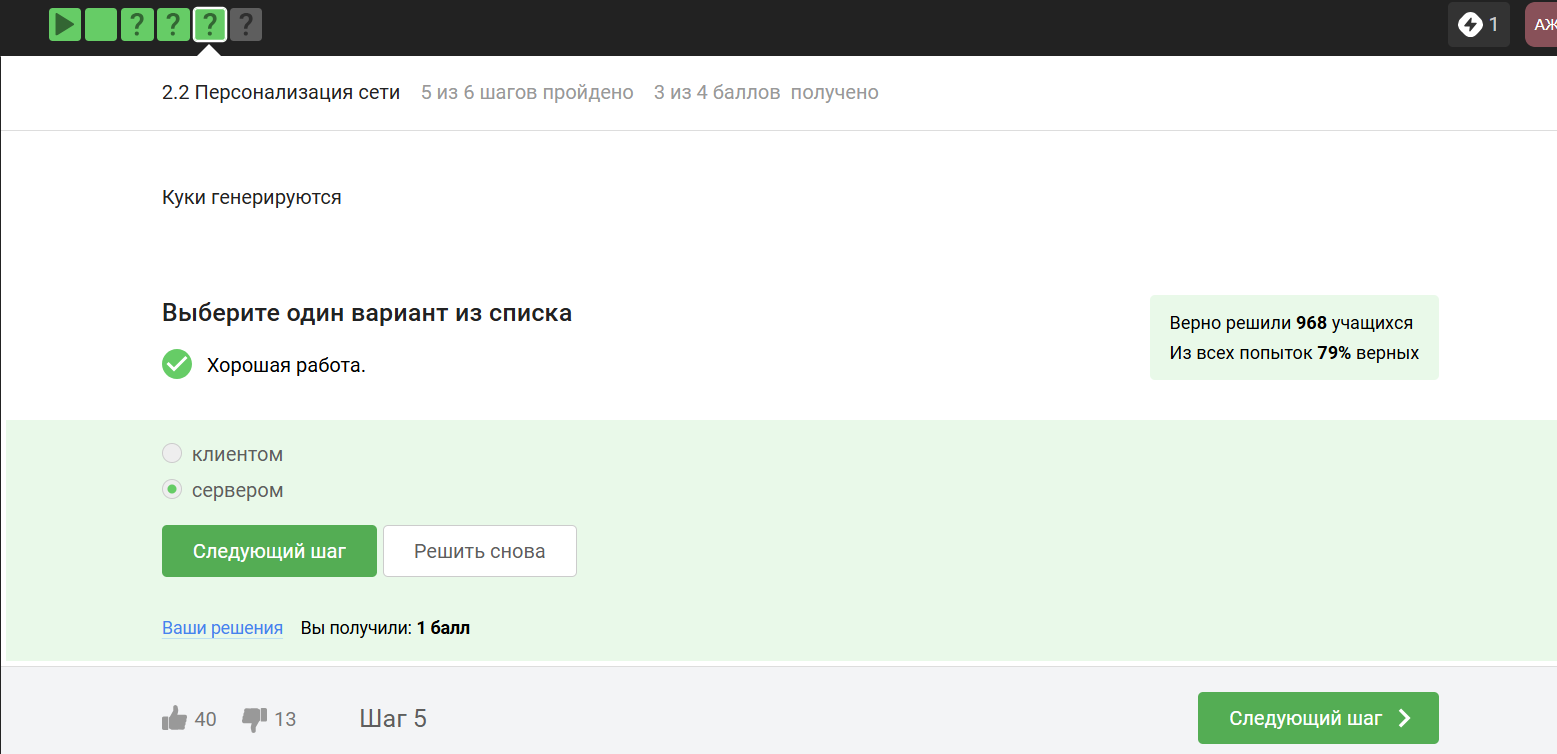 ? ? ? ? 1 АЖ
2.2 Персонализация сети 5 из 6 шагов пройдено 3 из 4 баллов получено
Куки генерируются
Выберите один вариант из списка
Хорошая работа.
Верно решили 968 учащихся
Из всех попыток 79% верных
клиентом
сервером
Следующий шаг Решить снова
Ваши решения Вы получили: 1 балл
40 13 Шаг 5 Следующий шаг